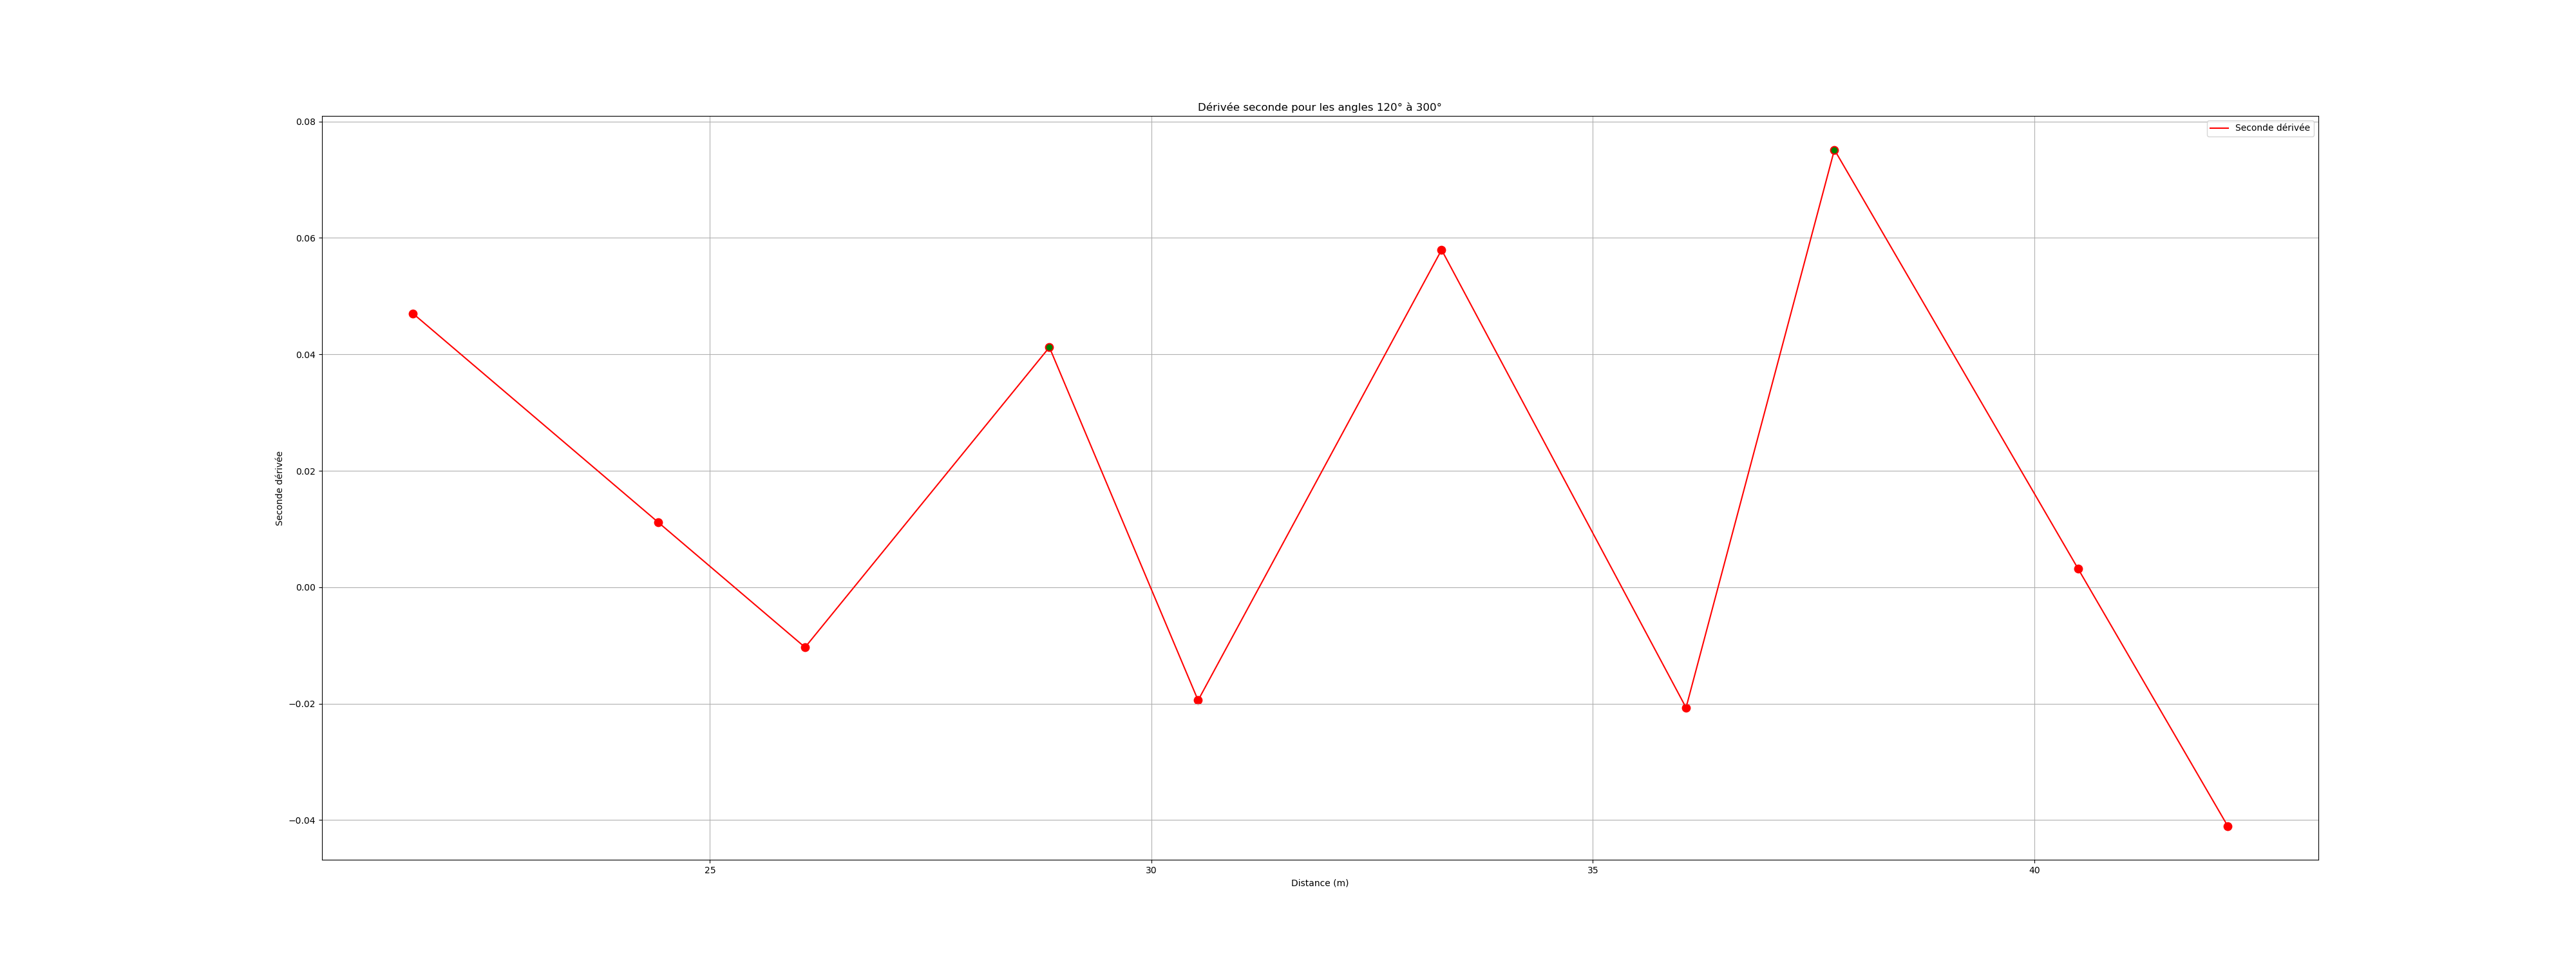 Dérivée seconde pour les angles 120° à 300°
Seconde dérivée
0.08
0.06
0.04
0.02
0.00
−0.02
−0.04
Seconde dérivée
25
30
35
40
Distance (m)